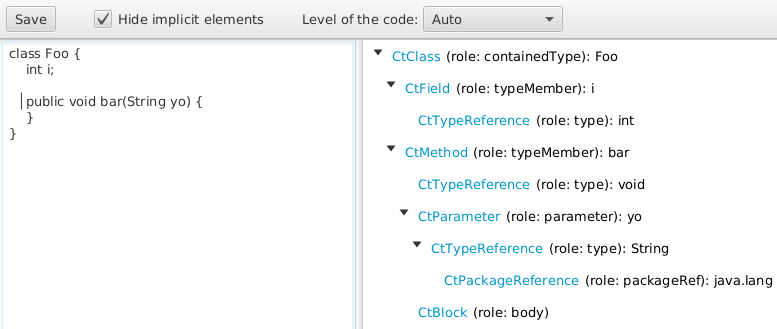 Save
Hide implicit elements
Level of the code:
Auto
class Foo {
int i;
public void bar(String yo) {
}
}
CtClass (role: containedType): Foo
CtField (role: typeMember): i
CtTypeReference (role: type): int
CtMethod (role: typeMember): bar
CtTypeReference (role: type): void
CtParameter (role: parameter): yo
CtTypeReference (role: type): String
CtPackageReference (role: packageRef): java.lang
CtBlock (role: body)